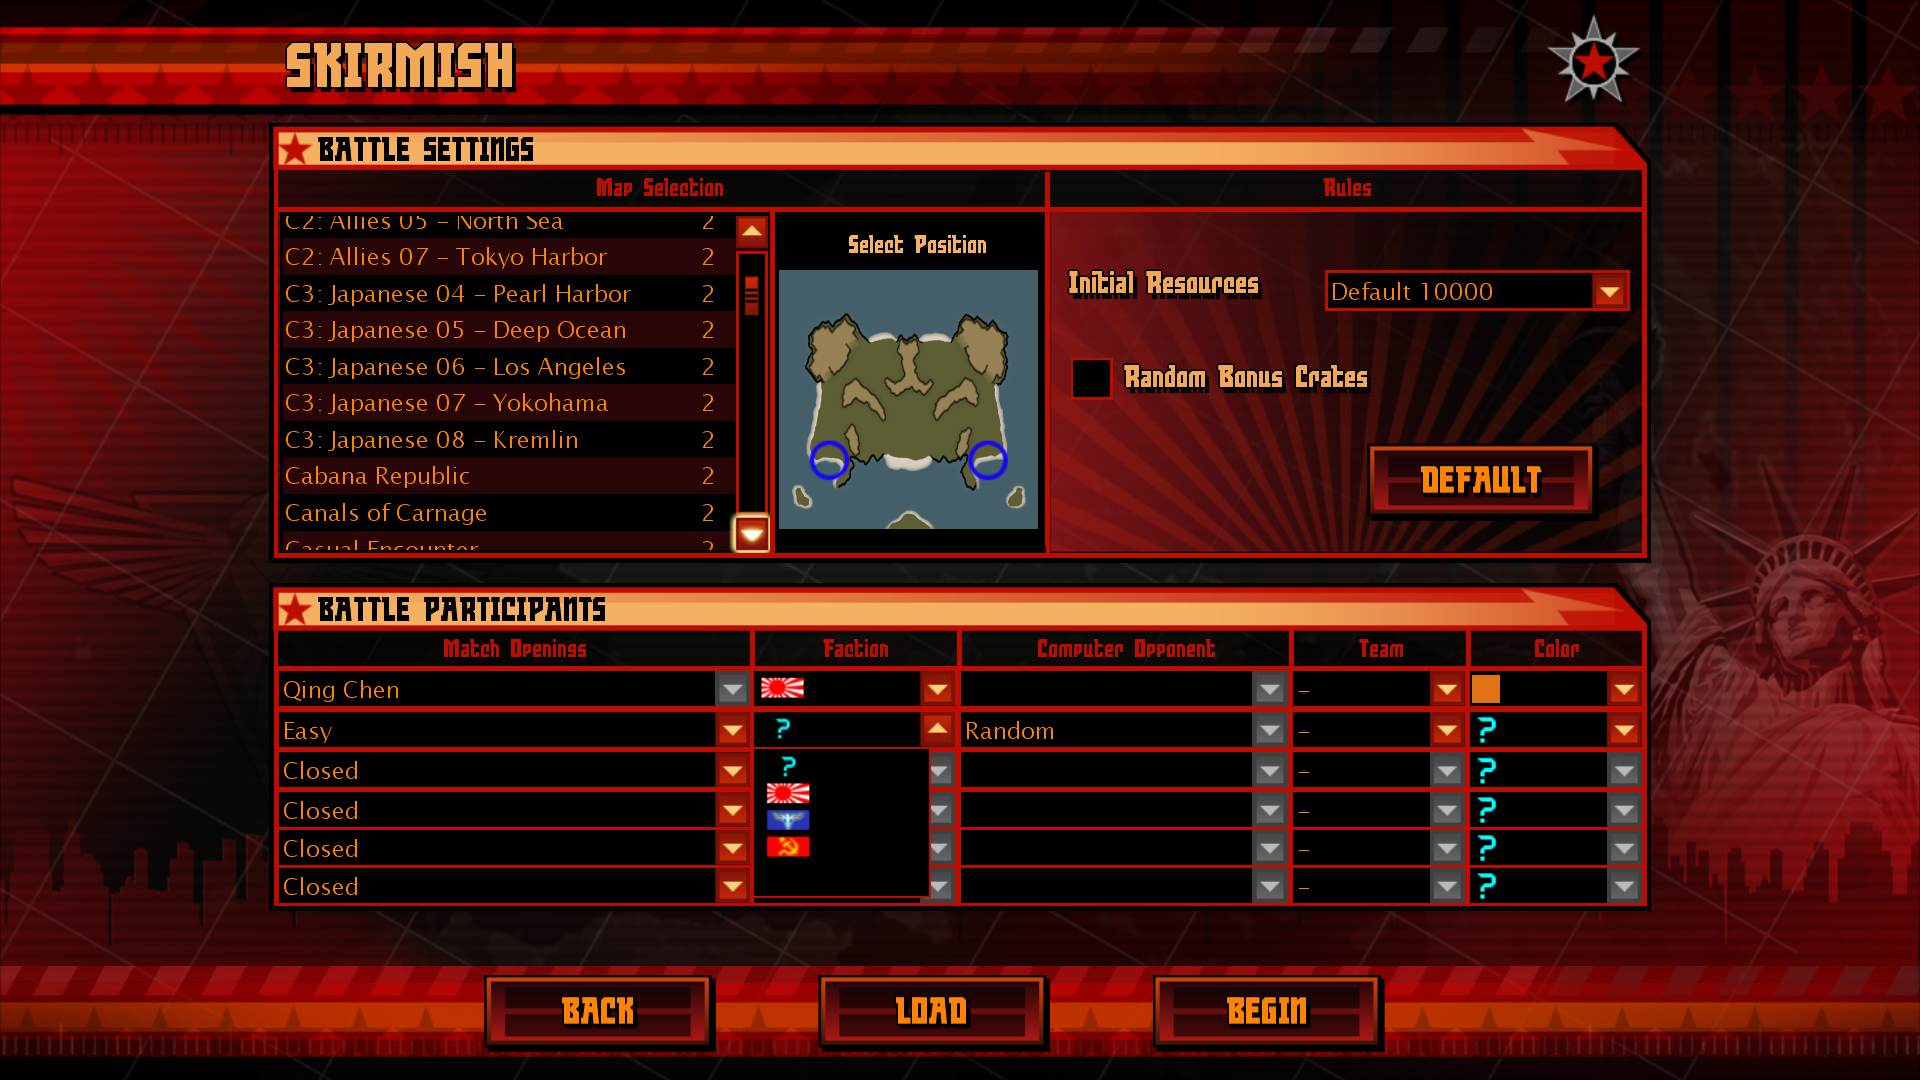 SKIRMISH
BATTLE SETTINGS
Map Selection
Rules
C2: Allies 05 – North Sea 2
C2: Allies 07 – Tokyo Harbor 2
C3: Japanese 04 – Pearl Harbor 2
C3: Japanese 05 – Deep Ocean 2
C3: Japanese 06 – Los Angeles 2
C3: Japanese 07 – Yokohama 2
C3: Japanese 08 – Kremlin 2
Cabana Republic 2
Canals of Carnage 2
Casual Encounter 2
Select Position
Initial Resources
Default 10000
Random Bonus Crates
DEFAULT
BATTLE PARTICIPANTS
Match Openings Faction Computer Opponent Team Color
Qing Chen –
Easy ? Random – ?
Closed – ?
Closed – ?
Closed – ?
Closed – ?
?
BACK
LOAD
BEGIN